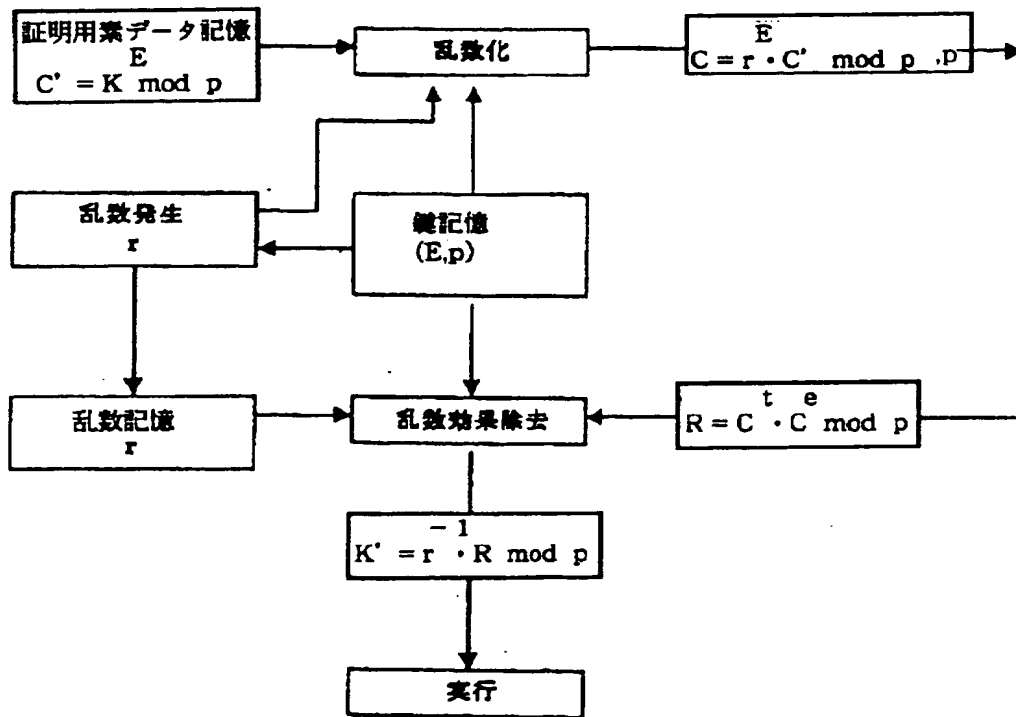 証明用素データ記憶
E
C' = K mod p
乱数化
E
C = r・C' mod p ,p
乱数発生
r
鍵記憶
(E,p)
乱数記憶
r
乱数効果除去
t e
R = C ・C mod p
- 1
K' = r ・R mod p
実行